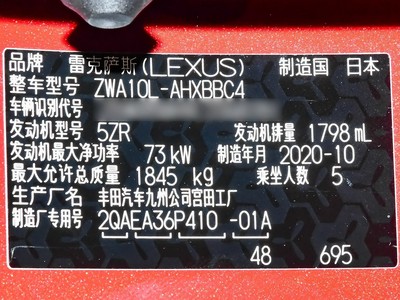 品牌 雷克萨斯(LEXUS) 制造国 日本
整车型号 ZWA10L-AHXBBC4
车辆识别代号
发动机型号 5ZR 发动机排量 1798 mL
发动机最大净功率 73 kW 制造年月 2020-10
最大允许总质量 1845 kg 乘坐人数 5
生产厂厂名 丰田汽车九州公司宫田工厂
制造厂专用号 2QAEA36P410 -01A
48 695